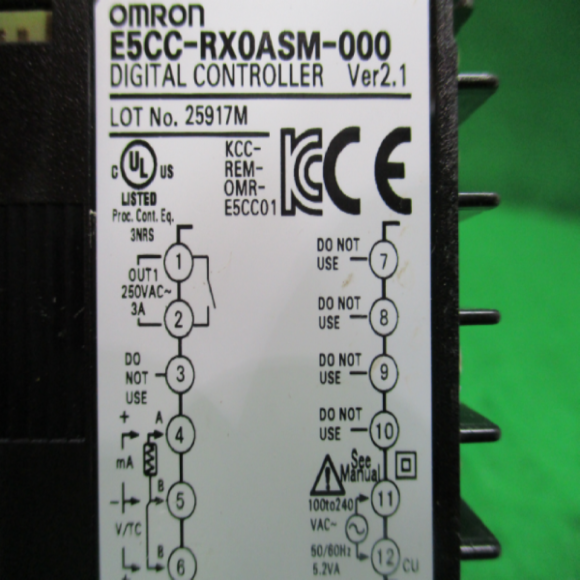 OMRON
E5CC-RX0ASM-000
DIGITAL CONTROLLER Ver2.1
LOT No. 25917M
C UL US
LISTED
Proc. Cont. Eq.
3NRS
KCC-
REM-
OMR-
E5CC01
KC CE
1
OUT1
250VAC~
3A
2
DO
NOT
USE
3
+
A
4
mA
-
B
5
V/TC
B
6
+
DO NOT
USE
7
DO NOT
USE
8
DO NOT
USE
9
DO NOT
USE
10
See
Manual
11
100to240
VAC~
50/60Hz
5.2VA
12
CU